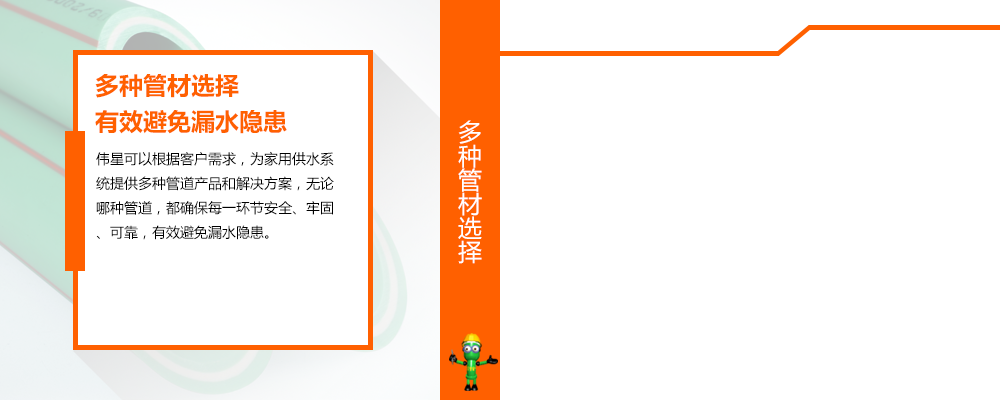 多种管材选择
有效避免漏水隐患
伟星可以根据客户需求，为家用供水系
统提供多种管道产品和解决方案，无论
哪种管道，都确保每一环节安全、牢固
、可靠，有效避免漏水隐患。
多种管材选择